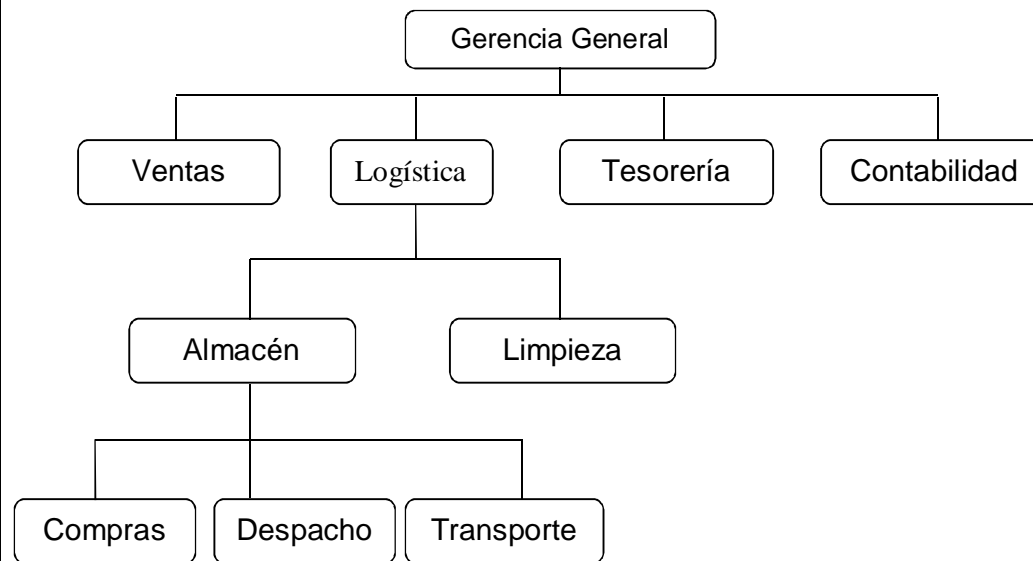 Gerencia General
Ventas
Logística
Tesorería
Contabilidad
Almacén
Limpieza
Compras
Despacho
Transporte